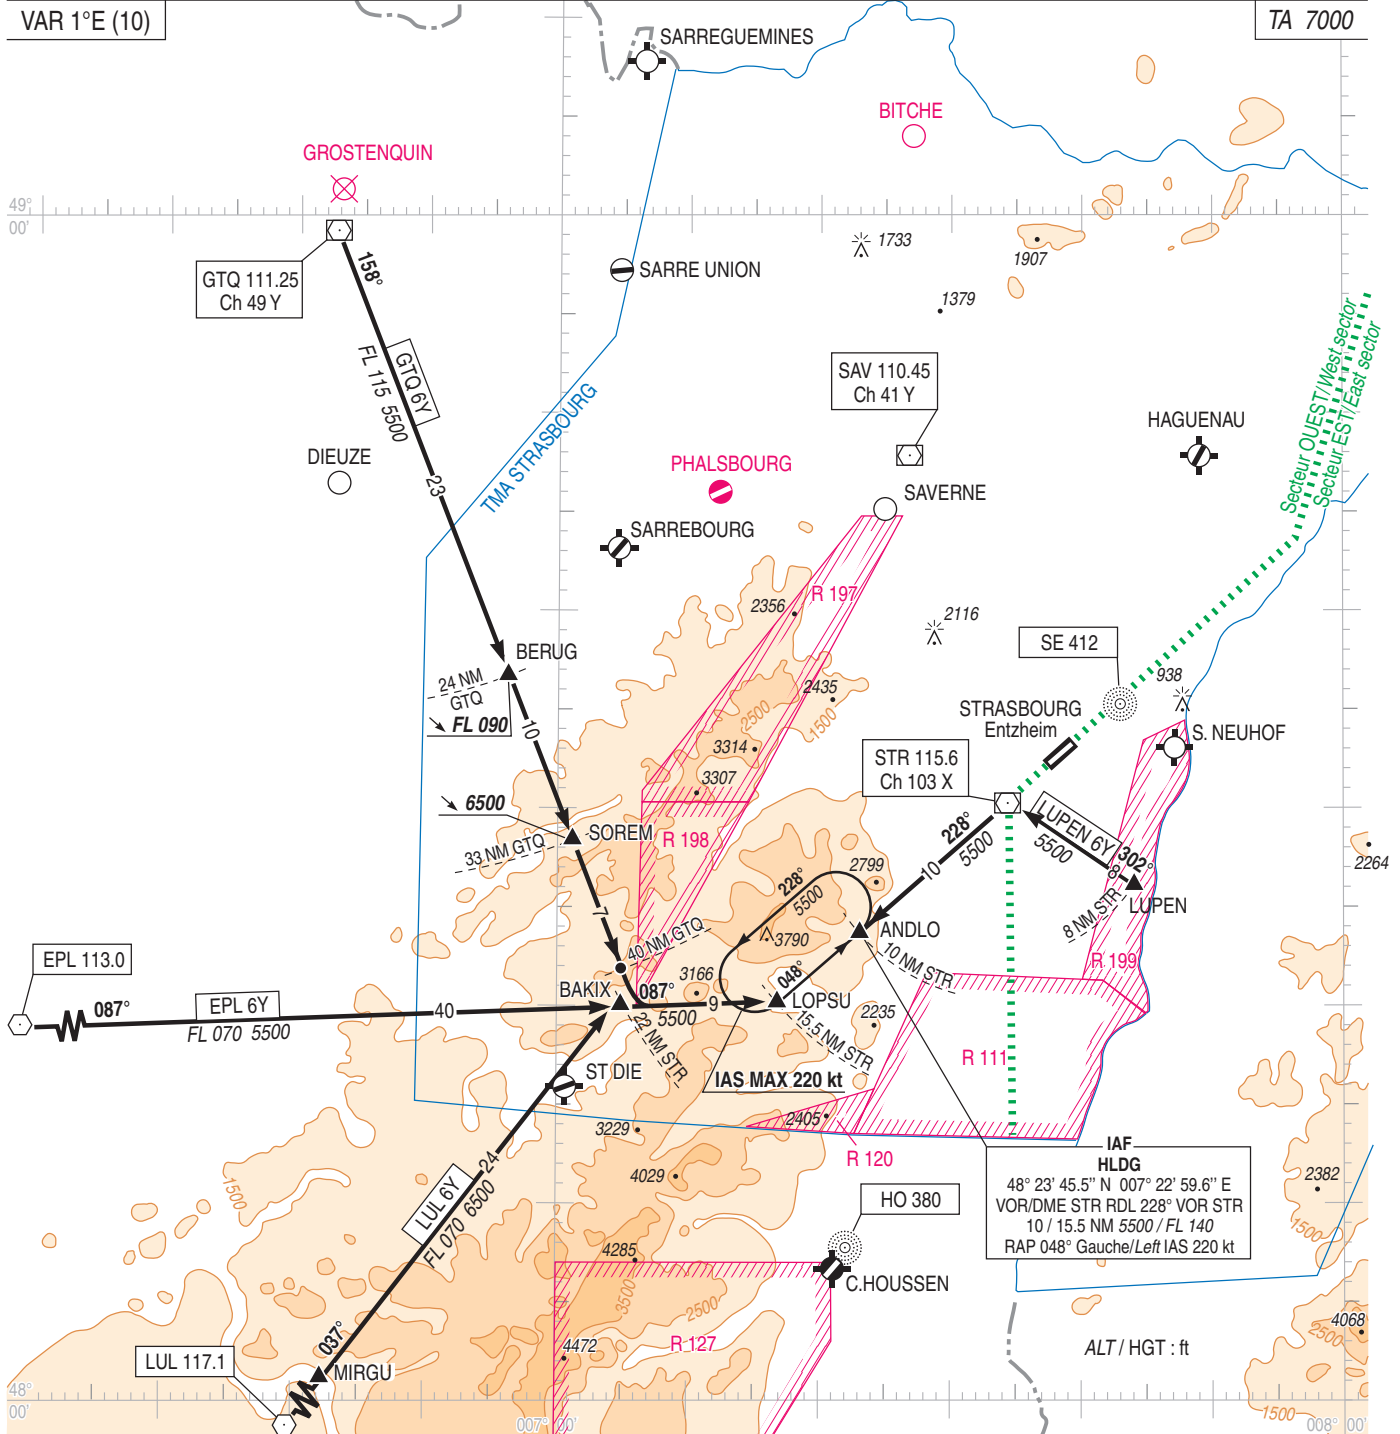 VAR 1°E (10)
TA 7000
SARREGUEMINES
BITCHE
GROSTENQUIN
49°
00'
158°
GTQ 111.25
Ch 49 Y
SARRE UNION
1733
1907
1379
GTQ 6Y
FL 115 5500
SAV 110.45
Ch 41 Y
Secteur OUEST/West sector
Secteur EST/East sector
TMA STRASBOURG
HAGUENAU
DIEUZE
23
PHALSBOURG
SAVERNE
SARREBOURG
R 197
2356
2116
SE 412
BERUG
24 NM
GTQ
FL 090
10
2435
2500
1500
938
STRASBOURG
Entzheim
S. NEUHOF
3314
3307
STR 115.6
Ch 103 X
6500
SOREM
33 NM GTQ
R 198
228°
5500
10
LUPEN 6Y
5500
302°
8
LUPEN
8 NM STR
2264
2799
228°
5500
3790
7
40 NM GTQ
ANDLO
10 NM STR
EPL 113.0
087°
EPL 6Y
FL 070 5500
40
BAKIX
087°
5500
9
3166
048°
LOPSU
15.5 NM STR
22 NM STR
2235
R 199
R 111
ST DIE
IAS MAX 220 kt
2405
3229
R 120
4029
24
LUL 6Y
FL 070 6500
1500
HO 380
IAF
HLDG
48° 23' 45.5'' N 007° 22' 59.6'' E
VOR/DME STR RDL 228° VOR STR
10 / 15.5 NM 5500 / FL 140
RAP 048° Gauche/Left IAS 220 kt
2382
1500
4285
3500
2500
C.HOUSSEN
R 127
4472
037°
LUL 117.1
MIRGU
ALT / HGT : ft
4068
2500
1500
48°
00'
007° 00'
008° 00'